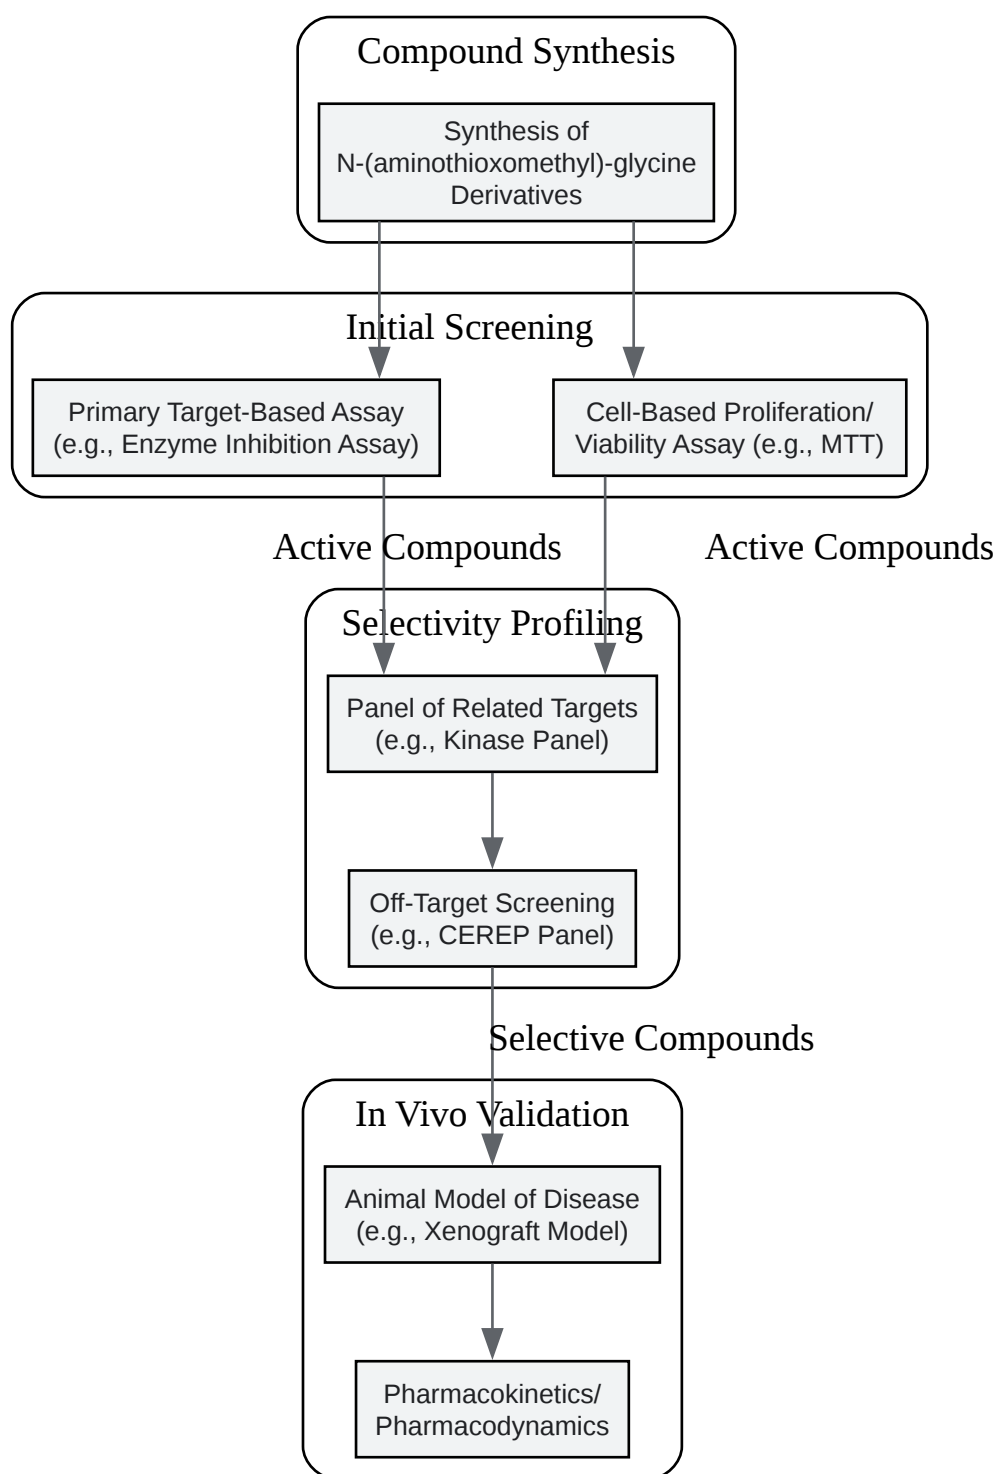 Compound Synthesis
Synthesis of
N-(aminothioxomethyl)-glycine
Derivatives
Initial Screening
Primary Target-Based Assay
(e.g., Enzyme Inhibition Assay)
Cell-Based Proliferation/
Viability Assay (e.g., MTT)
Active Compounds
Active Compounds
Selectivity Profiling
Panel of Related Targets
(e.g., Kinase Panel)
Off-Target Screening
(e.g., CEREP Panel)
Selective Compounds
In Vivo Validation
Animal Model of Disease
(e.g., Xenograft Model)
Pharmacokinetics/
Pharmacodynamics